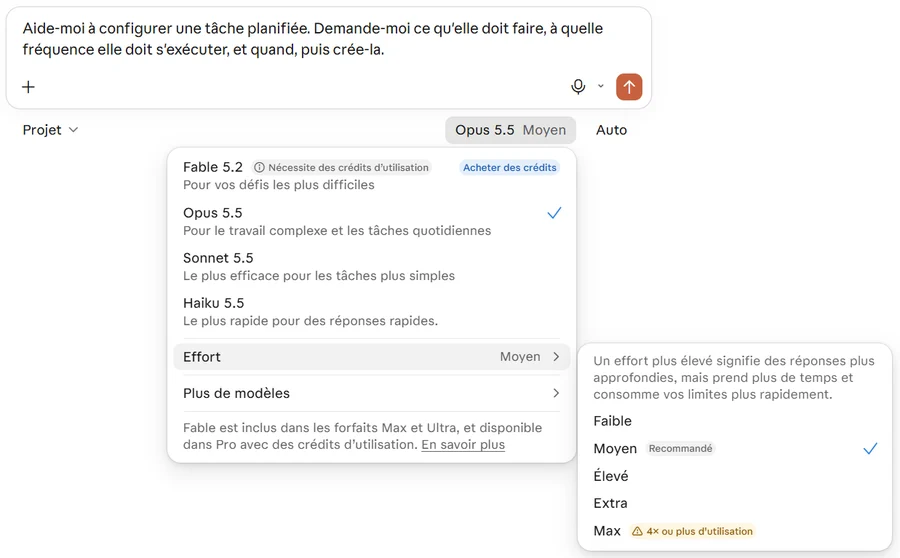 Aide-moi à configurer une tâche planifiée. Demande-moi ce qu'elle doit faire, à quelle
fréquence elle doit s'exécuter, et quand, puis crée-la.
Projet
Opus 5.5 Moyen
Auto
Fable 5.2 Nécessite des crédits d'utilisation Acheter des crédits
Pour vos défis les plus difficiles
Opus 5.5
Pour le travail complexe et les tâches quotidiennes
Sonnet 5.5
Le plus efficace pour les tâches plus simples
Haiku 5.5
Le plus rapide pour des réponses rapides.
Effort Moyen
Plus de modèles
Fable est inclus dans les forfaits Max et Ultra, et disponible
dans Pro avec des crédits d'utilisation. En savoir plus
Un effort plus élevé signifie des réponses plus
approfondies, mais prend plus de temps et
consomme vos limites plus rapidement.
Faible
Moyen Recommandé
Élevé
Extra
Max 4× ou plus d'utilisation